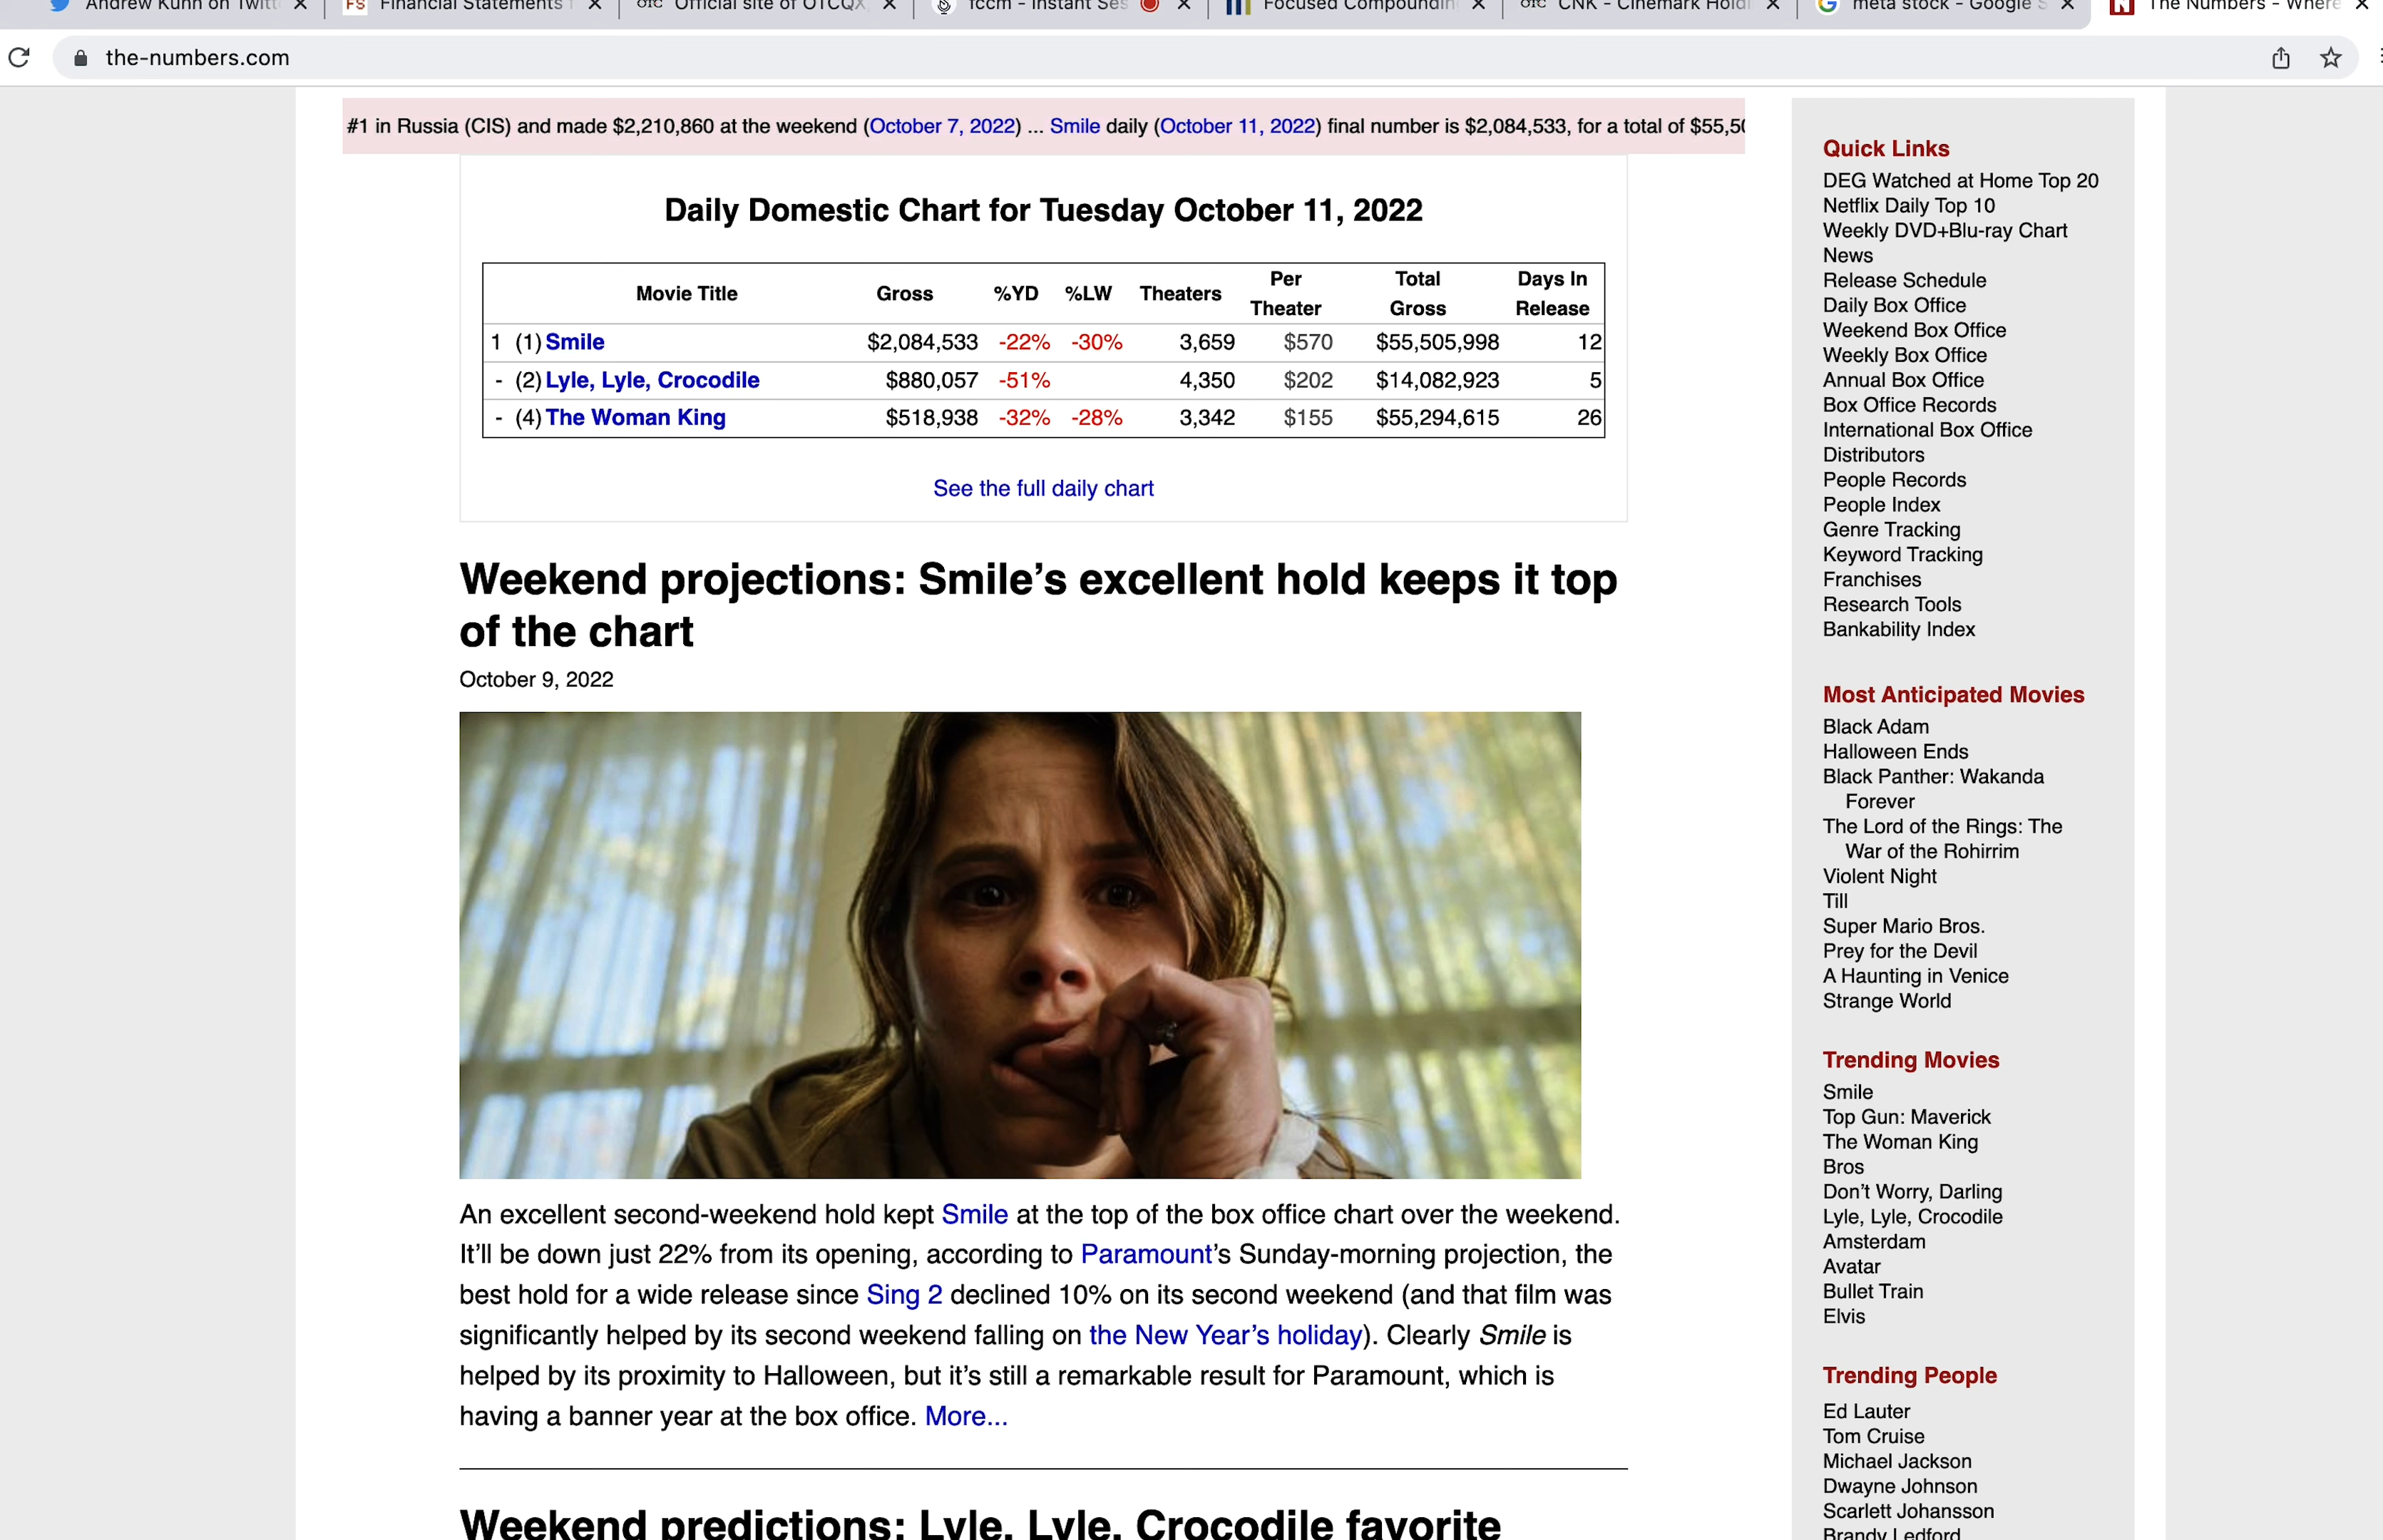 Andrew Kuhn on Twitt
FS Financial Statements
OTC Official site of OTCQX,
fccm - Instant Ses
Focused Compoundin
OTC CNK - Cinemark Hold
meta stock - Google S
The Numbers - Where
the-numbers.com
#1 in Russia (CIS) and made $2,210,860 at the weekend (October 7, 2022) ... Smile daily (October 11, 2022) final number is $2,084,533, for a total of $55,50
Daily Domestic Chart for Tuesday October 11, 2022
Movie Title Gross %YD %LW Theaters Per Theater Total Gross Days In Release
1 (1) Smile $2,084,533 -22% -30% 3,659 $570 $55,505,998 12
- (2) Lyle, Lyle, Crocodile $880,057 -51% 4,350 $202 $14,082,923 5
- (4) The Woman King $518,938 -32% -28% 3,342 $155 $55,294,615 26
See the full daily chart
Weekend projections: Smile’s excellent hold keeps it top
of the chart
October 9, 2022
An excellent second-weekend hold kept Smile at the top of the box office chart over the weekend.
It’ll be down just 22% from its opening, according to Paramount’s Sunday-morning projection, the
best hold for a wide release since Sing 2 declined 10% on its second weekend (and that film was
significantly helped by its second weekend falling on the New Year’s holiday). Clearly Smile is
helped by its proximity to Halloween, but it’s still a remarkable result for Paramount, which is
having a banner year at the box office. More...
Weekend predictions: Lyle, Lyle, Crocodile favorite
Quick Links
DEG Watched at Home Top 20
Netflix Daily Top 10
Weekly DVD+Blu-ray Chart
News
Release Schedule
Daily Box Office
Weekend Box Office
Weekly Box Office
Annual Box Office
Box Office Records
International Box Office
Distributors
People Records
People Index
Genre Tracking
Keyword Tracking
Franchises
Research Tools
Bankability Index
Most Anticipated Movies
Black Adam
Halloween Ends
Black Panther: Wakanda
Forever
The Lord of the Rings: The
War of the Rohirrim
Violent Night
Till
Super Mario Bros.
Prey for the Devil
A Haunting in Venice
Strange World
Trending Movies
Smile
Top Gun: Maverick
The Woman King
Bros
Don’t Worry, Darling
Lyle, Lyle, Crocodile
Amsterdam
Avatar
Bullet Train
Elvis
Trending People
Ed Lauter
Tom Cruise
Michael Jackson
Dwayne Johnson
Scarlett Johansson
Brandy Ledford